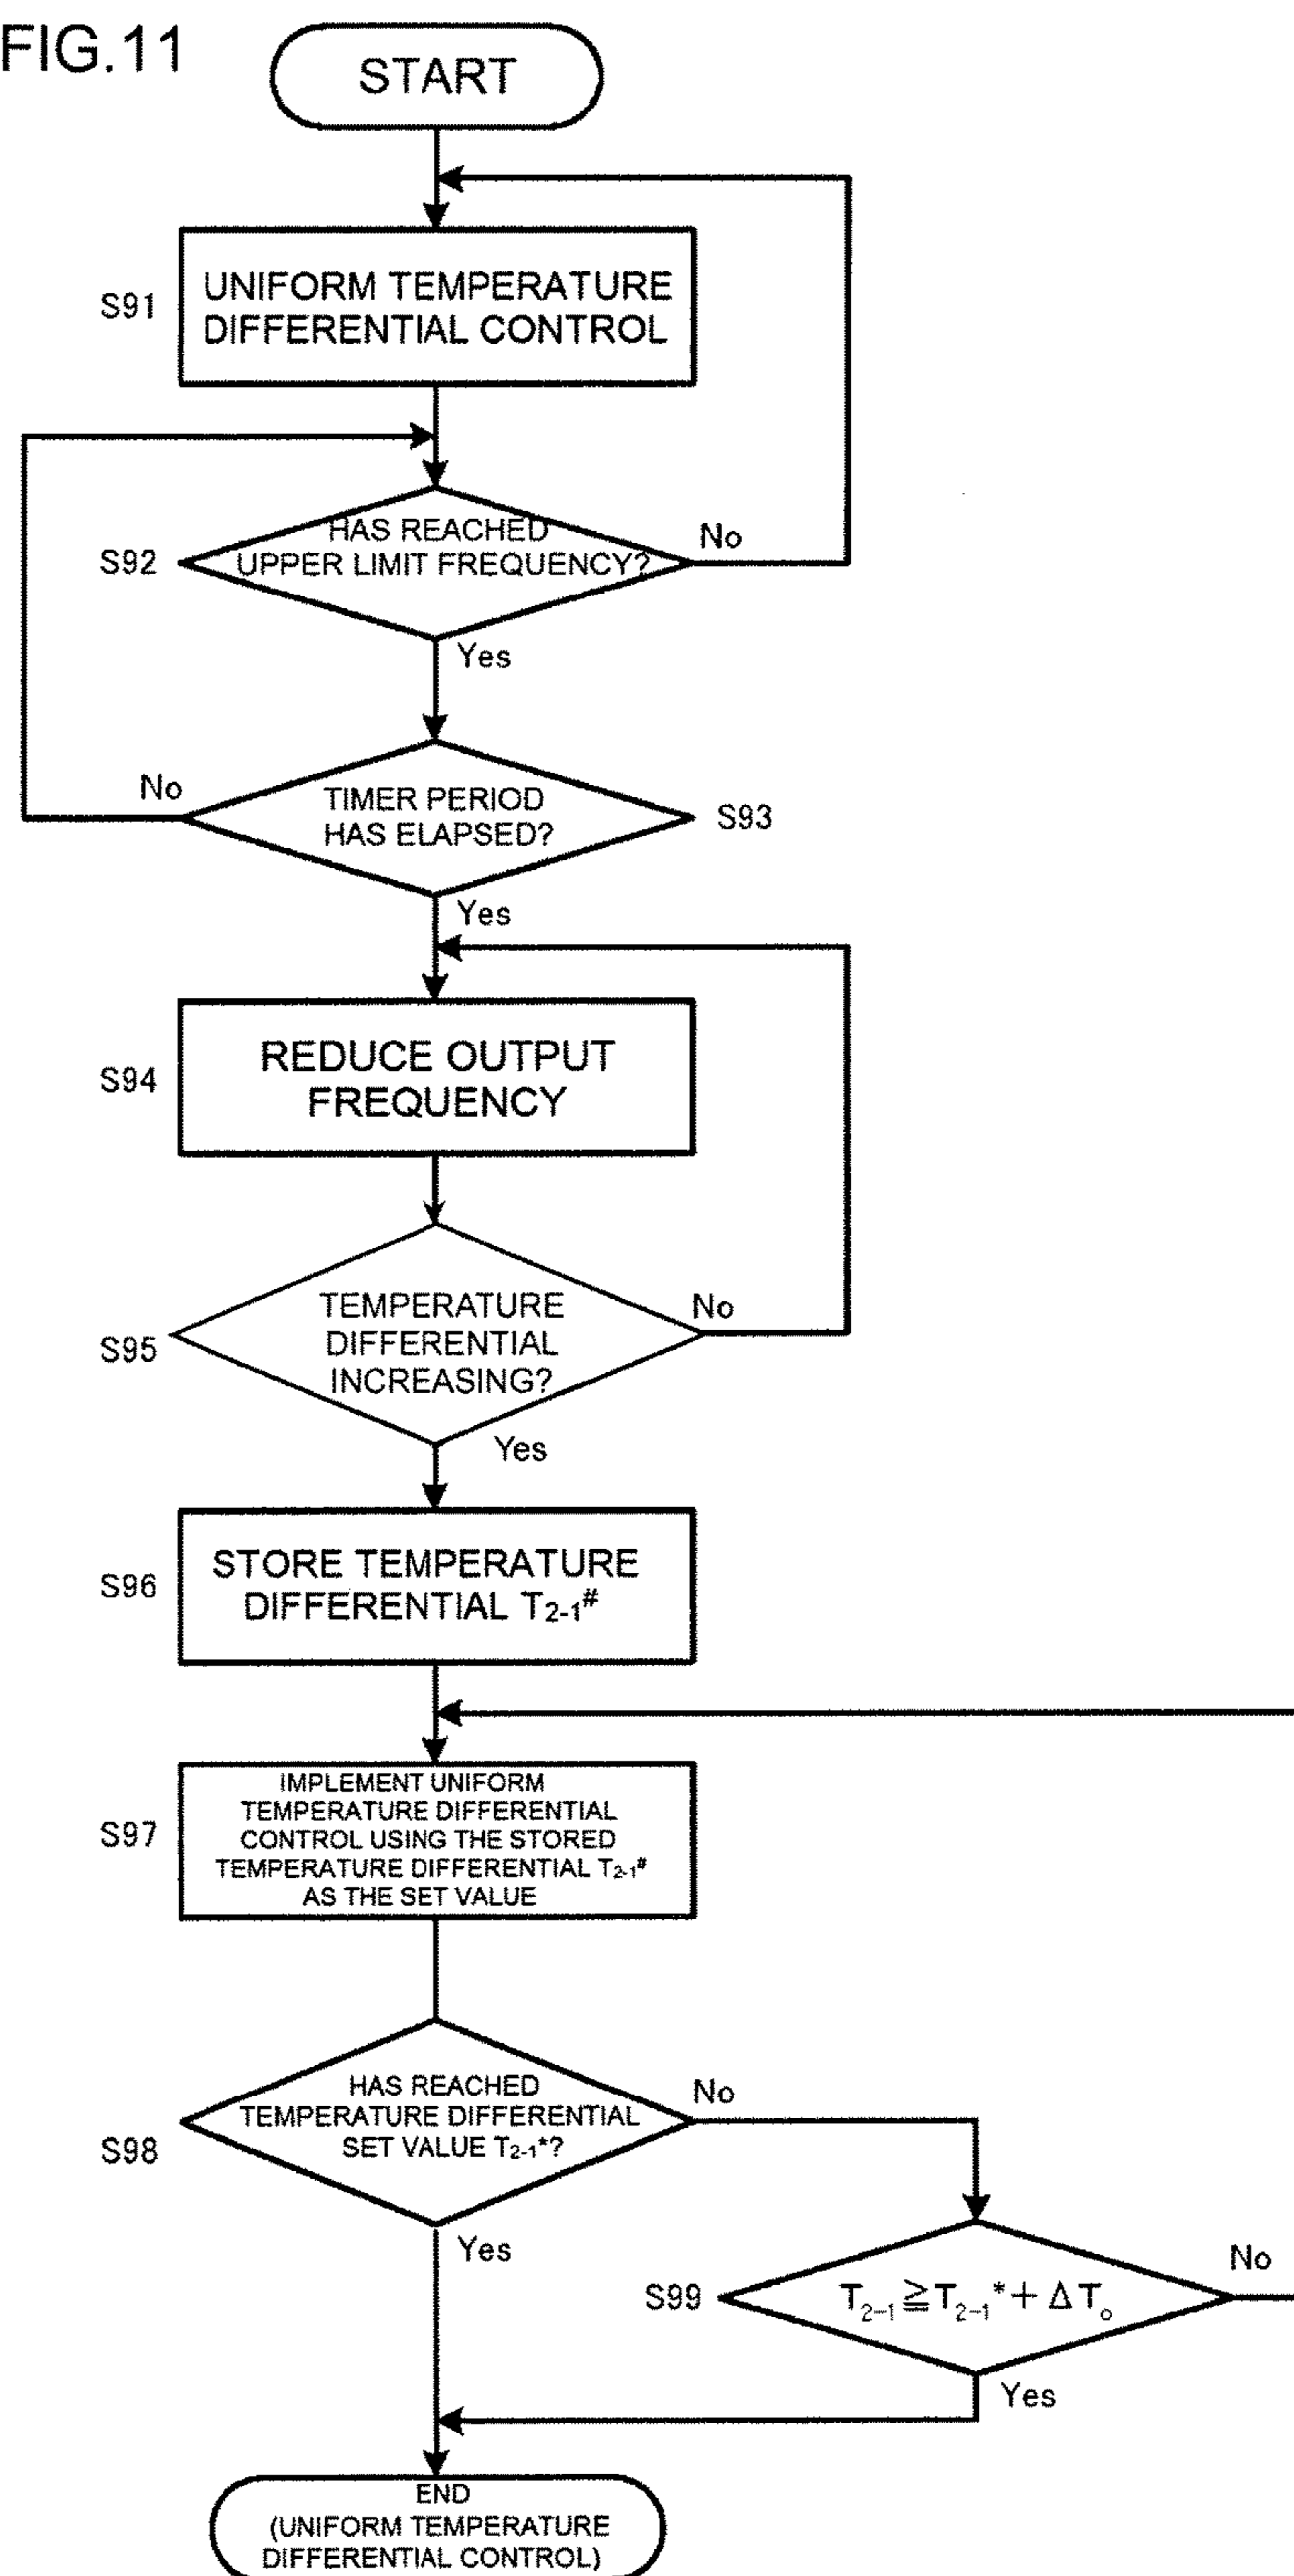 FIG.11
START
S91
UNIFORM TEMPERATURE
DIFFERENTIAL CONTROL
S92
HAS REACHED
UPPER LIMIT FREQUENCY?
No
Yes
No
TIMER PERIOD
HAS ELAPSED?
S93
Yes
S94
REDUCE OUTPUT
FREQUENCY
S95
TEMPERATURE
DIFFERENTIAL
INCREASING?
No
Yes
S96
STORE TEMPERATURE
DIFFERENTIAL T2-1#
S97
IMPLEMENT UNIFORM
TEMPERATURE DIFFERENTIAL
CONTROL USING THE STORED
TEMPERATURE DIFFERENTIAL T2-1#
AS THE SET VALUE
S98
HAS REACHED
TEMPERATURE DIFFERENTIAL
SET VALUE T2-1*?
No
Yes
S99
T2-1≧T2-1*+ΔTo
No
Yes
END
(UNIFORM TEMPERATURE
DIFFERENTIAL CONTROL)